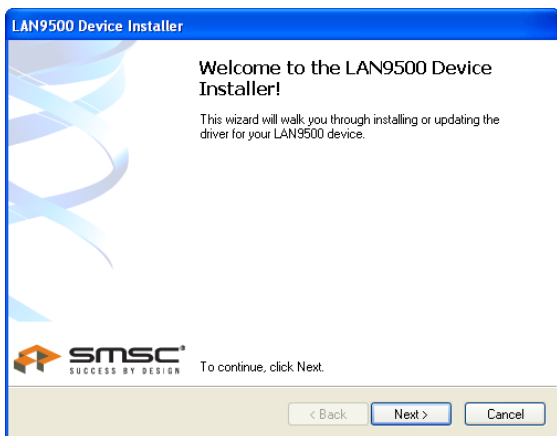 LAN9500 Device Installer
Welcome to the LAN9500 Device
Installer!
This wizard will walk you through installing or updating the
driver for your LAN9500 device.
smsc®
SUCCESS BY DESIGN
To continue, click Next.
< Back
Next >
Cancel